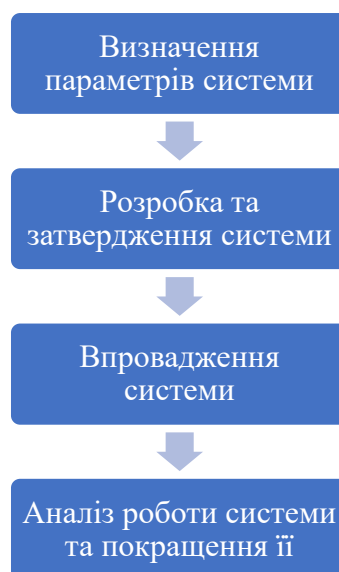 Визначення
параметрів системи
Розробка та
затвердження системи
Впровадження
системи
Аналіз роботи системи
та покращення її